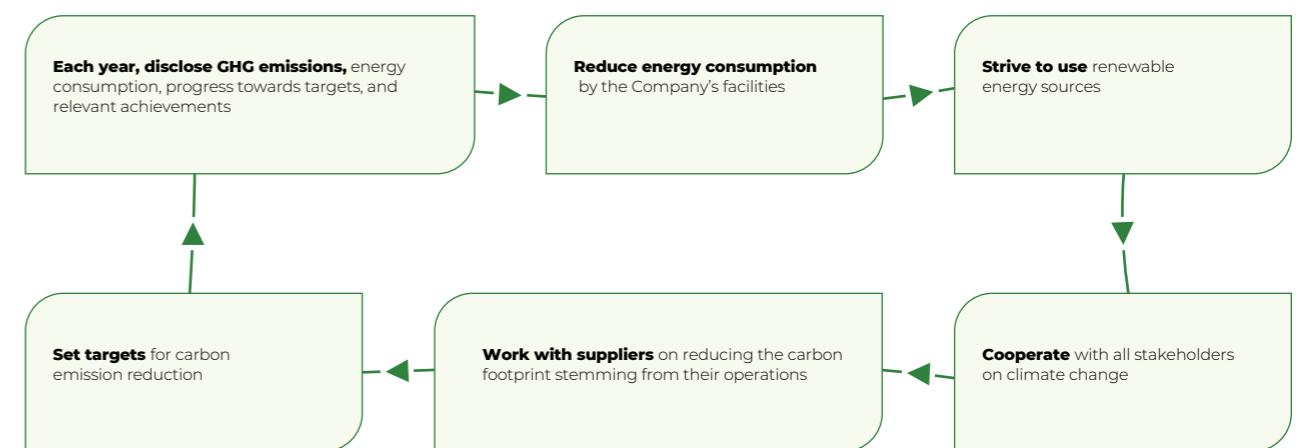 Each year, disclose GHG emissions, energy
consumption, progress towards targets, and
relevant achievements
Reduce energy consumption
by the Company's facilities
Strive to use renewable
energy sources
Set targets for carbon
emission reduction
Work with suppliers on reducing the carbon
footprint stemming from their operations
Cooperate with all stakeholders
on climate change